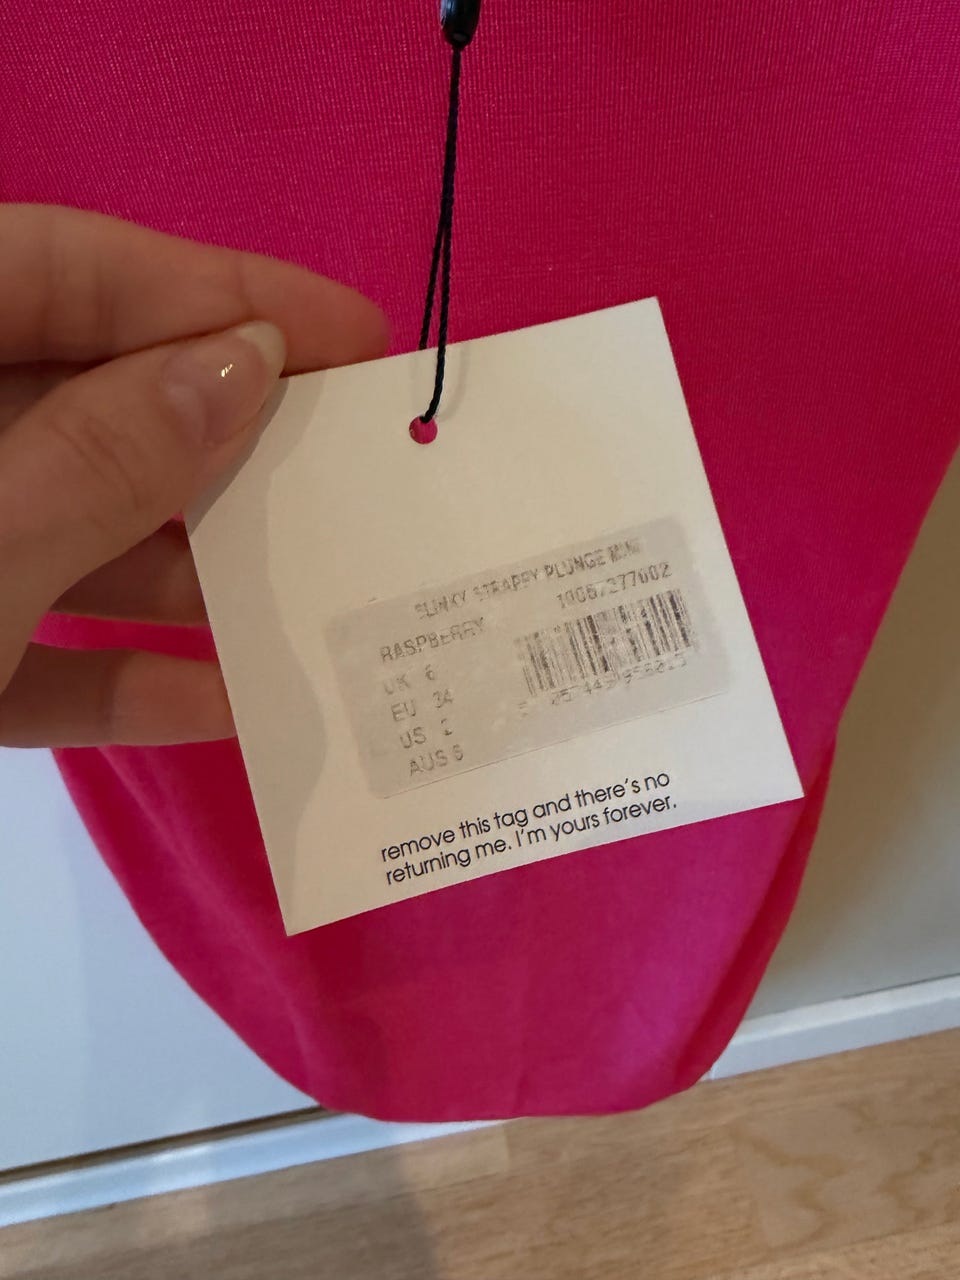 SLINKY STRAPPY PLUNGE MINI
RASPBERRY
UK 6
EU 34
US 2
AUS 6
remove this tag and there's no
returning me. I'm yours forever.